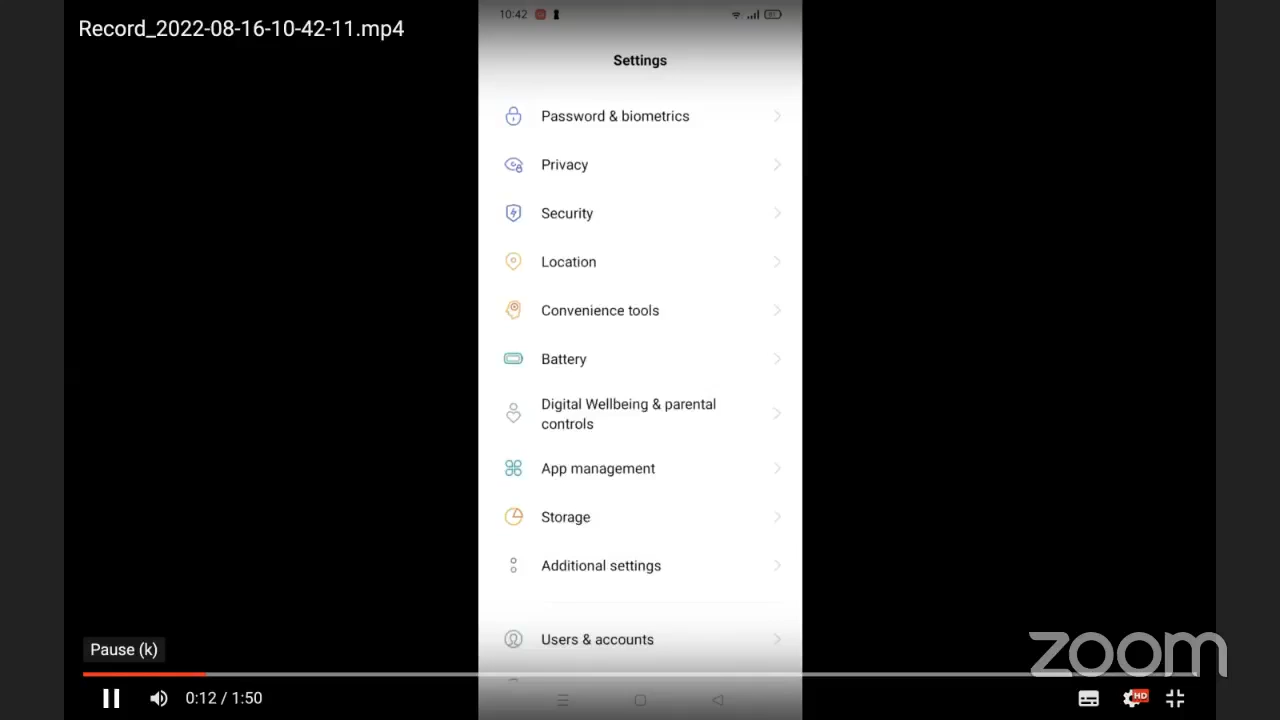 Record_2022-08-16-10-42-11.mp4
10:42
Settings
Password & biometrics
Privacy
Security
Location
Convenience tools
Battery
Digital Wellbeing & parental
controls
App management
Storage
Additional settings
Users & accounts
Pause (k)
0:12 / 1:50
HD
zoom